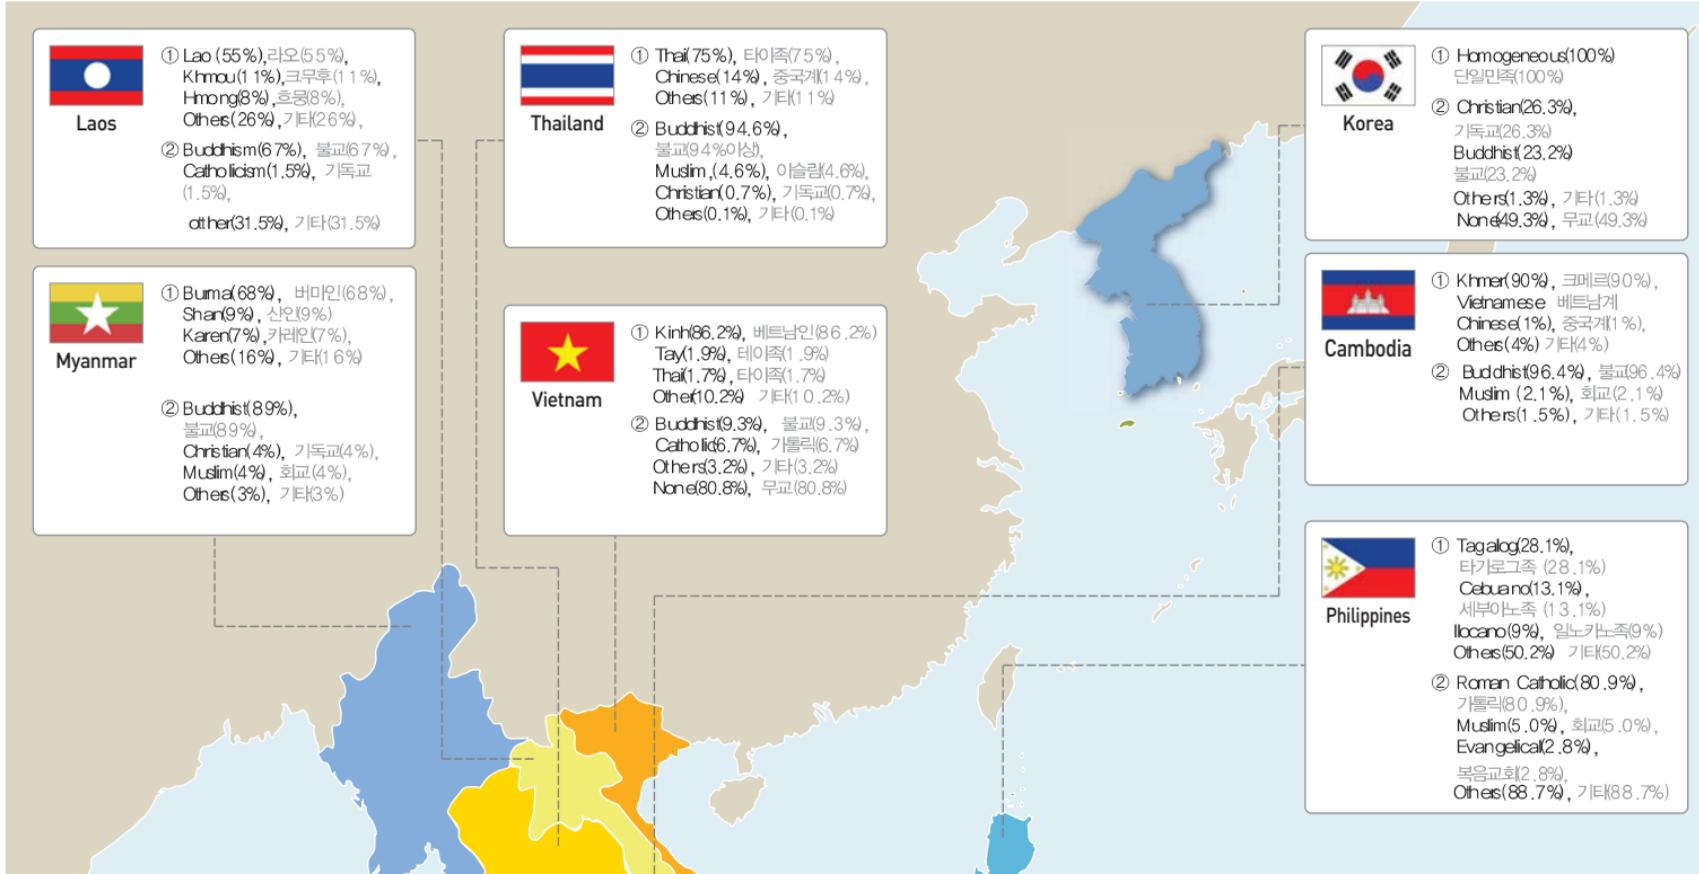 Laos
① Lao (55%),라오(55%),
Khmou(11%),크무후(11%),
Hmong(8%),흐몽(8%),
Others(26%),기타(26%),
② Buddhism(67%), 불교(67%),
Catholicism(1.5%), 기독교
(1.5%),
otther(31.5%), 기타(31.5%)
Myanmar
① Burma(68%), 버마인(68%),
Shan(9%), 샨인(9%)
Karen(7%),카레인(7%),
Others(16%), 기타(16%)
② Buddhist(89%),
불교(89%),
Christian(4%), 기독교(4%),
Muslim(4%), 회교(4%),
Others(3%), 기타(3%)
Thailand
① Thai(75%), 타이족(75%),
Chinese(14%), 중국계(14%),
Others(11%), 기타(11%)
② Buddhist(94.6%),
불교(94%이상),
Muslim,(4.6%), 이슬람(4.6%),
Christian(0.7%), 기독교(0.7%),
Others(0.1%), 기타(0.1%)
Vietnam
① Kinh(86.2%), 베트남인(86.2%)
Tay(1.9%), 테이족(1.9%)
Thai(1.7%), 타이족(1.7%)
Other(10.2%) 기타(10.2%)
② Buddhist(9.3%), 불교(9.3%),
Catholic(6.7%), 가톨릭(6.7%)
Others(3.2%), 기타(3.2%)
None(80.8%), 무교(80.8%)
Korea
① Homogeneous(100%)
단일민족(100%)
② Christian(26.3%),
기독교(26.3%)
Buddhist(23.2%)
불교(23.2%)
Others(1.3%), 기타(1.3%)
None(49.3%), 무교(49.3%)
Cambodia
① Khmer(90%), 크메르(90%),
Vietnamese 베트남계
Chinese(1%), 중국계(1%),
Others(4%) 기타(4%)
② Buddhist(96.4%), 불교(96.4%)
Muslim (2.1%), 회교(2.1%)
Others(1.5%), 기타(1.5%)
Philippines
① Tagalog(28.1%),
타가로그족 (28.1%)
Cebuano(13.1%),
세부아노족 (13.1%)
Ilocano(9%), 일노카노족(9%)
Others(50.2%) 기타(50.2%)
② Roman Catholic(80.9%),
가톨릭(80.9%),
Muslim(5.0%), 회교(5.0%),
Evangelical(2.8%),
복음교회(2.8%),
Others(88.7%), 기타(88.7%)